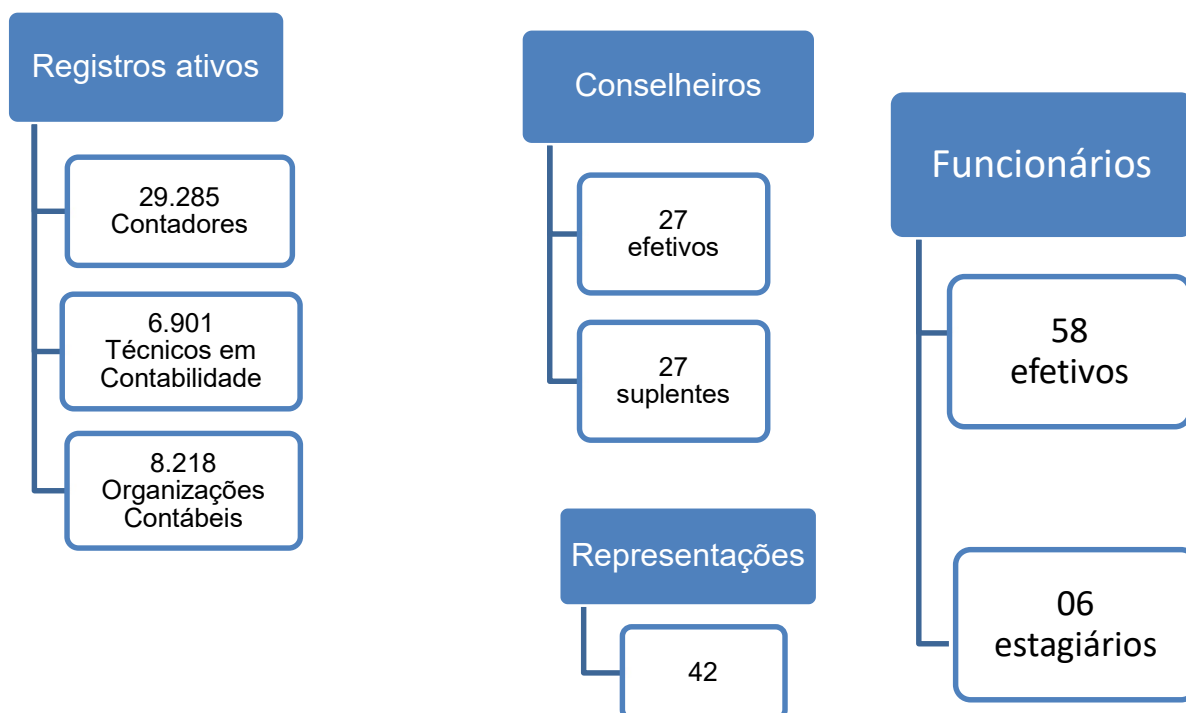 Registros ativos
29.285
Contadores
6.901
Técnicos em
Contabilidade
8.218
Organizações
Contábeis
Conselheiros
27
efetivos
27
suplentes
Representações
42
Funcionários
58
efetivos
06
estagiários